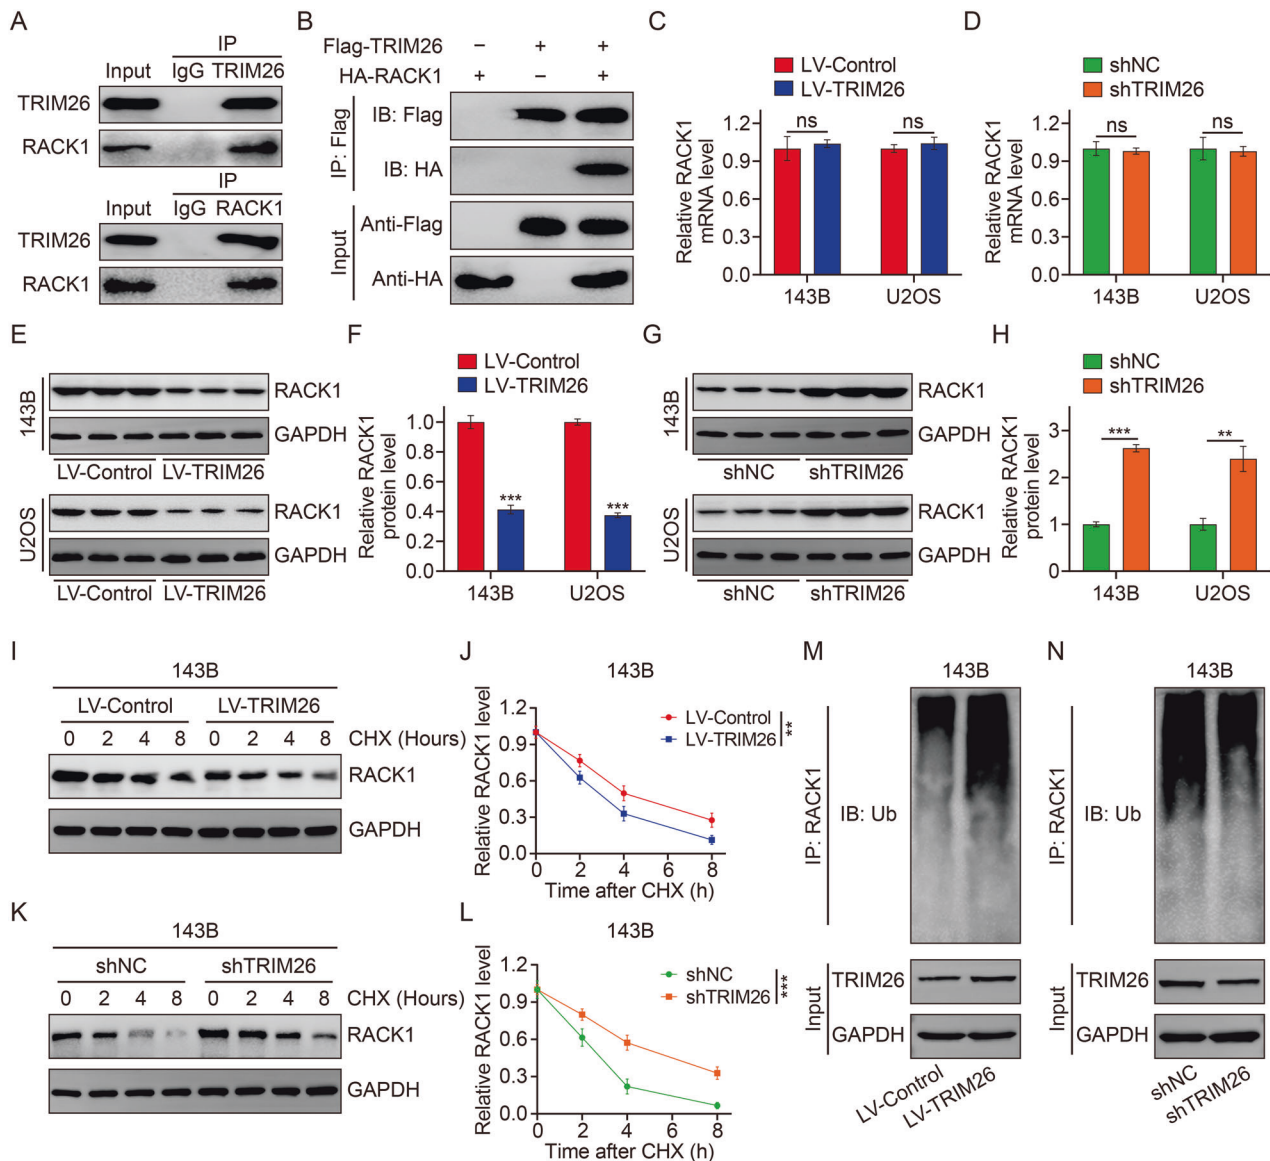 A
IP
Input IgG TRIM26
TRIM26
RACK1
IP
Input IgG RACK1
TRIM26
RACK1
B
Flag-TRIM26 – + +
HA-RACK1 + – +
IP: Flag
IB: Flag
IB: HA
Input
Anti-Flag
Anti-HA
C
LV-Control
LV-TRIM26
Relative RACK1
mRNA level
1.2
0.9
0.6
0.3
0.0
ns ns
143B U2OS
D
shNC
shTRIM26
Relative RACK1
mRNA level
1.2
0.9
0.6
0.3
0.0
ns ns
143B U2OS
E
143B
RACK1
GAPDH
LV-Control LV-TRIM26
U2OS
RACK1
GAPDH
LV-Control LV-TRIM26
F
LV-Control
LV-TRIM26
Relative RACK1
protein level
1.0
0.8
0.6
0.4
0.2
0.0
*** ***
143B U2OS
G
143B
RACK1
GAPDH
shNC shTRIM26
U2OS
RACK1
GAPDH
shNC shTRIM26
H
shNC
shTRIM26
Relative RACK1
protein level
3
2
1
0
*** **
143B U2OS
I
143B
LV-Control LV-TRIM26
0 2 4 8 0 2 4 8 CHX (Hours)
RACK1
GAPDH
J
143B
Relative RACK1 level
1.2
0.9
0.6
0.3
0.0
LV-Control
LV-TRIM26
**
0 2 4 6 8
Time after CHX (h)
K
143B
shNC shTRIM26
0 2 4 8 0 2 4 8 CHX (Hours)
RACK1
GAPDH
L
143B
Relative RACK1 level
1.2
0.9
0.6
0.3
0.0
shNC
shTRIM26
***
0 2 4 6 8
Time after CHX (h)
M
143B
IP: RACK1
IB: Ub
Input
TRIM26
GAPDH
LV-Control
LV-TRIM26
N
143B
IP: RACK1
IB: Ub
Input
TRIM26
GAPDH
shNC
shTRIM26